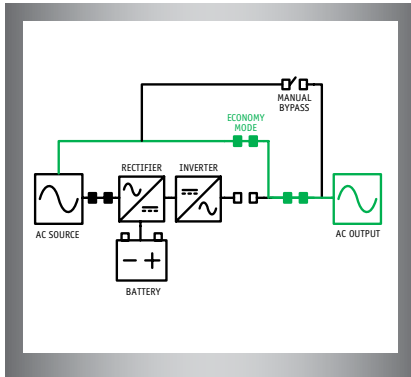 MANUAL
BYPASS
ECONOMY
MODE
RECTIFIER
INVERTER
AC SOURCE
AC OUTPUT
BATTERY